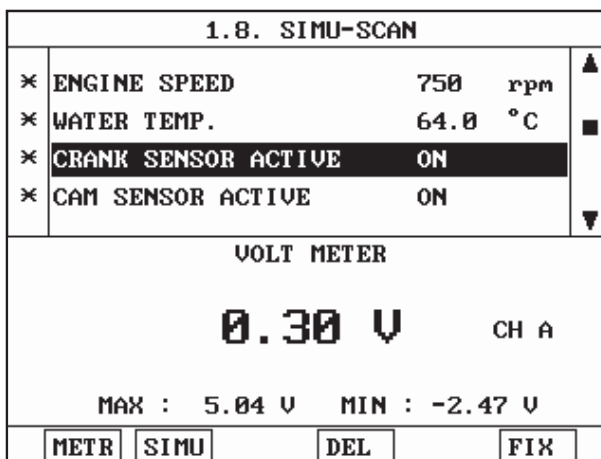 1.8. SIMU-SCAN
* ENGINE SPEED 750 rpm
* WATER TEMP. 64.0 °C
* CRANK SENSOR ACTIVE ON
* CAM SENSOR ACTIVE ON
VOLT METER
0.30 V CH A
MAX : 5.04 V MIN : -2.47 V
METR SIMU DEL FIX